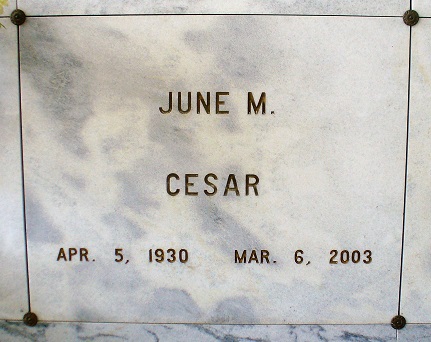 JUNE M.
CESAR
APR. 5, 1930 MAR. 6, 2003